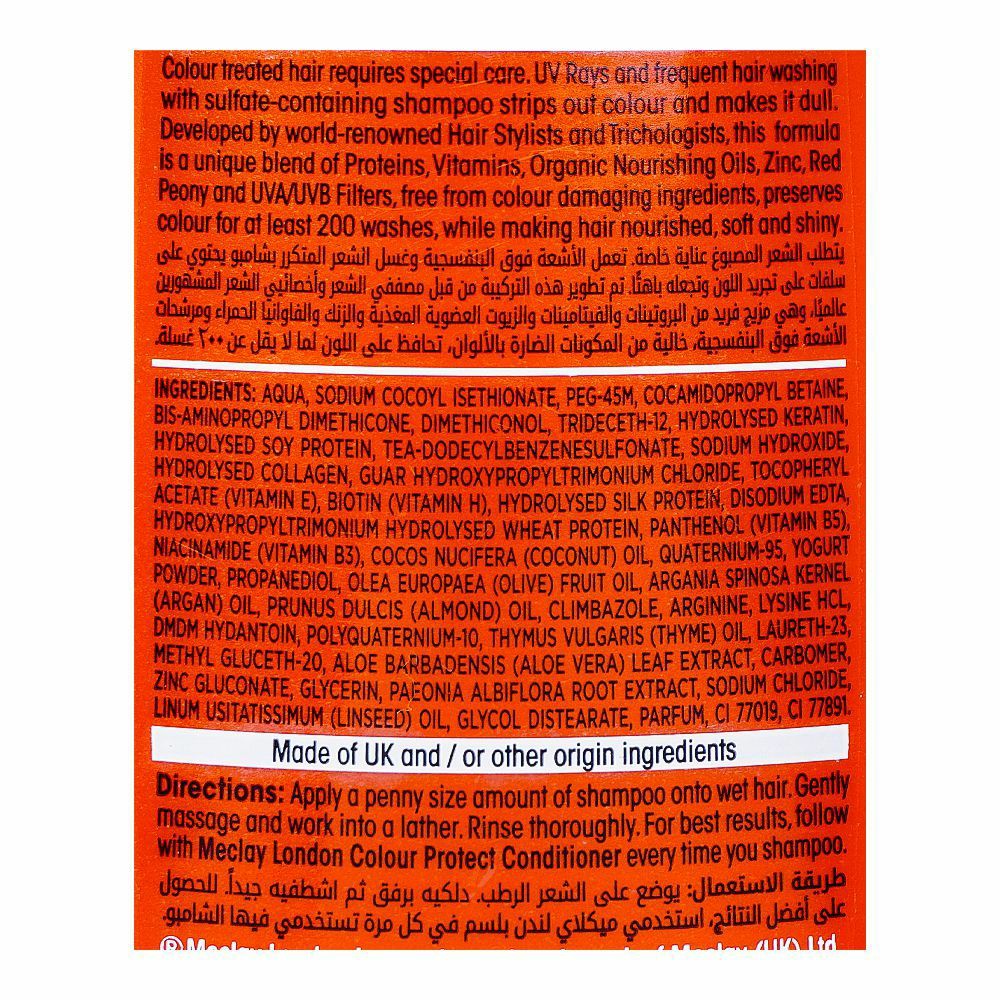 Colour treated hair requires special care. UV Rays and frequent hair washing
with sulfate-containing shampoo strips out colour and makes it dull.
Developed by world-renowned Hair Stylists and Trichologists, this formula
is a unique blend of Proteins, Vitamins, Organic Nourishing Oils, Zinc, Red
Peony and UVA/UVB Filters, free from colour damaging ingredients, preserves
colour for at least 200 washes, while making hair nourished, soft and shiny.
يتطلب الشعر المصبوغ عناية خاصة. تعمل الأشعة فوق البنفسجية وغسل الشعر المتكرر بشامبو يحتوي على
سلفات على تجريد اللون وتجعله باهتًا. تم تطوير هذه التركيبة من قبل مصففي الشعر وأخصائيي الشعر المشهورين
عالميًا، وهي مزيج فريد من البروتينات والفيتامينات والزيوت العضوية المغذية والزنك والفاوانيا الحمراء ومرشحات
الأشعة فوق البنفسجية، خالية من المكونات الضارة بالألوان، تحافظ على اللون لما لا يقل عن ٢٠٠ غسلة.
INGREDIENTS: AQUA, SODIUM COCOYL ISETHIONATE, PEG-45M, COCAMIDOPROPYL BETAINE,
BIS-AMINOPROPYL DIMETHICONE, DIMETHICONOL, TRIDECETH-12, HYDROLYSED KERATIN,
HYDROLYSED SOY PROTEIN, TEA-DODECYLBENZENESULFONATE, SODIUM HYDROXIDE,
HYDROLYSED COLLAGEN, GUAR HYDROXYPROPYLTRIMONIUM CHLORIDE, TOCOPHERYL
ACETATE (VITAMIN E), BIOTIN (VITAMIN H), HYDROLYSED SILK PROTEIN, DISODIUM EDTA,
HYDROXYPROPYLTRIMONIUM HYDROLYSED WHEAT PROTEIN, PANTHENOL (VITAMIN B5),
NIACINAMIDE (VITAMIN B3), COCOS NUCIFERA (COCONUT) OIL, QUATERNIUM-95, YOGURT
POWDER, PROPANEDIOL, OLEA EUROPAEA (OLIVE) FRUIT OIL, ARGANIA SPINOSA KERNEL
(ARGAN) OIL, PRUNUS DULCIS (ALMOND) OIL, CLIMBAZOLE, ARGININE, LYSINE HCL,
DMDM HYDANTOIN, POLYQUATERNIUM-10, THYMUS VULGARIS (THYME) OIL, LAURETH-23,
METHYL GLUCETH-20, ALOE BARBADENSIS (ALOE VERA) LEAF EXTRACT, CARBOMER,
ZINC GLUCONATE, GLYCERIN, PAEONIA ALBIFLORA ROOT EXTRACT, SODIUM CHLORIDE,
LINUM USITATISSIMUM (LINSEED) OIL, GLYCOL DISTEARATE, PARFUM, CI 77019, CI 77891.
Made of UK and / or other origin ingredients
Directions: Apply a penny size amount of shampoo onto wet hair. Gently
massage and work into a lather. Rinse thoroughly. For best results, follow
with Meclay London Colour Protect Conditioner every time you shampoo.
طريقة الاستعمال: يوضع على الشعر الرطب. دلكيه برفق ثم اشطفيه جيداً. للحصول
على أفضل النتائج، استخدمي ميكلاي لندن بلسم في كل مرة تستخدمي فيها الشامبو.
® Meclay of Meclay (UK) Ltd.